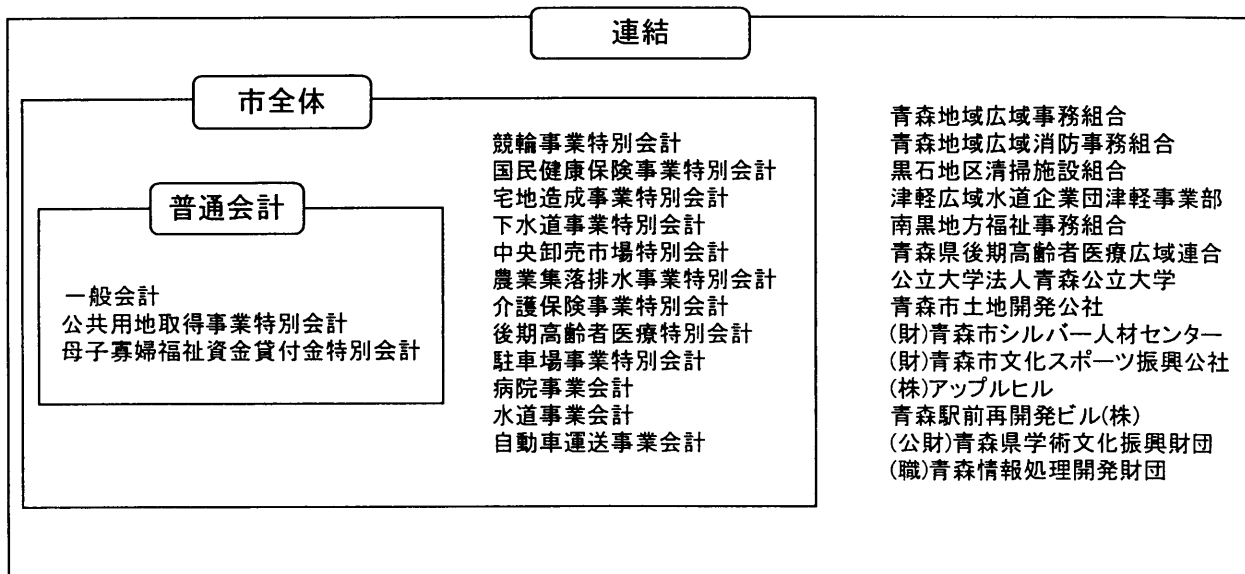 連結
市全体
普通会計
一般会計
公共用地取得事業特別会計
母子寡婦福祉資金貸付金特別会計
競輪事業特別会計
国民健康保険事業特別会計
宅地造成事業特別会計
下水道事業特別会計
中央卸売市場特別会計
農業集落排水事業特別会計
介護保険事業特別会計
後期高齢者医療特別会計
駐車場事業特別会計
病院事業会計
水道事業会計
自動車運送事業会計
青森地域広域事務組合
青森地域広域消防事務組合
黒石地区清掃施設組合
津軽広域水道企業団津軽事業部
南黒地方福祉事務組合
青森県後期高齢者医療広域連合
公立大学法人青森公立大学
青森市土地開発公社
(財)青森市シルバー人材センター
(財)青森市文化スポーツ振興公社
(株)アップルヒル
青森駅前再開発ビル(株)
(公財)青森県学術文化振興財団
(職)青森情報処理開発財団